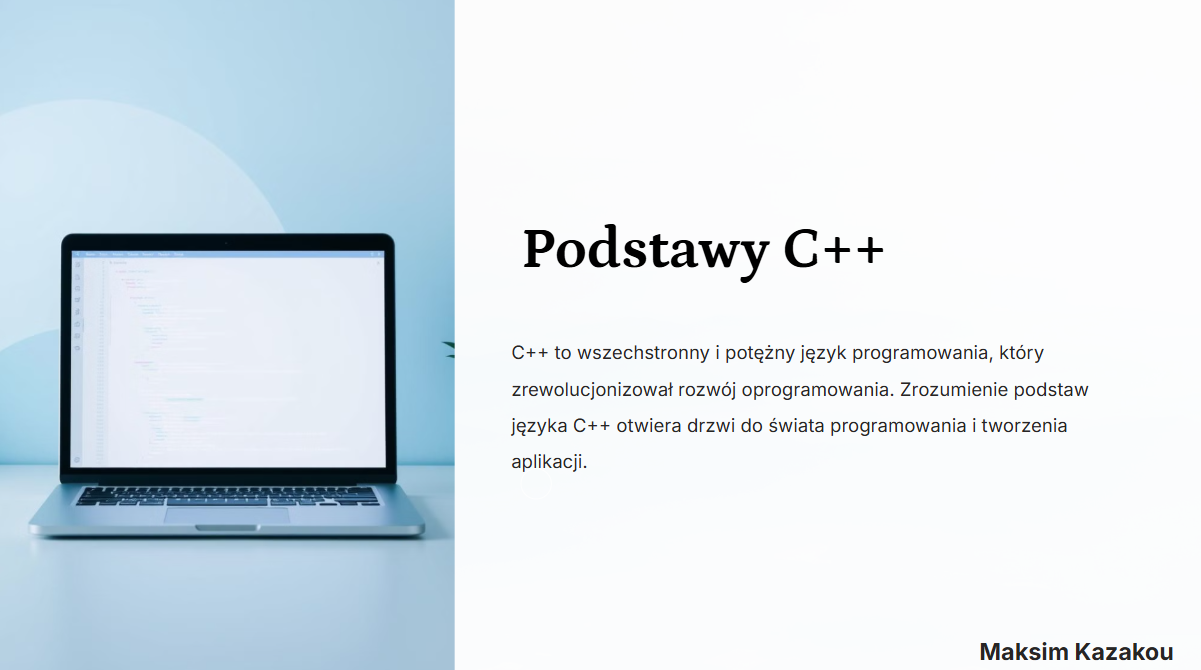 Podstawy C++
C++ to wszechstronny i potężny język programowania, który
zrewolucjonizował rozwój oprogramowania. Zrozumienie podstaw
języka C++ otwiera drzwi do świata programowania i tworzenia
aplikacji.
Maksim Kazakou